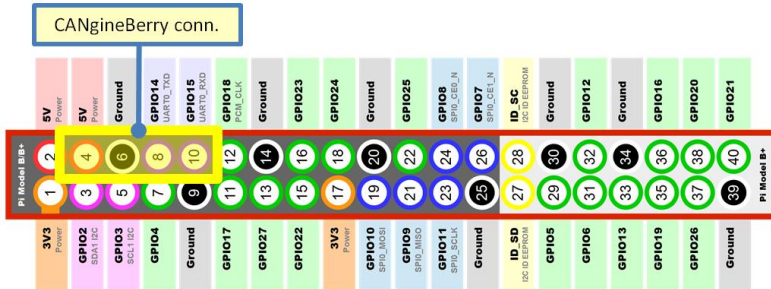 CANgineBerry conn.
5V
Power
5V
Power
Ground
GPIO14
UART0_TXD
GPIO15
UART0_RXD
GPIO18
PCM_CLK
Ground
GPIO23
GPIO24
Ground
GPIO25
GPIO8
SPI0_CE0_N
GPIO7
SPI0_CE1_N
ID_SC
I2C ID EEPROM
Ground
GPIO12
Ground
GPIO16
GPIO20
GPIO21
Pi Model B/B+
2 4 6 8 10 12 14 16 18 20 22 24 26 28 30 32 34 36 38 40
1 3 5 7 9 11 13 15 17 19 21 23 25 27 29 31 33 35 37 39
Pi Model B+
3V3
Power
GPIO2
SDA1 I2C
GPIO3
SCL1 I2C
GPIO4
Ground
GPIO17
GPIO27
GPIO22
3V3
Power
GPIO10
SPI0_MOSI
GPIO9
SPI0_MISO
GPIO11
SPI0_SCLK
Ground
ID_SD
I2C ID EEPROM
GPIO5
GPIO6
GPIO13
GPIO19
GPIO26
Ground